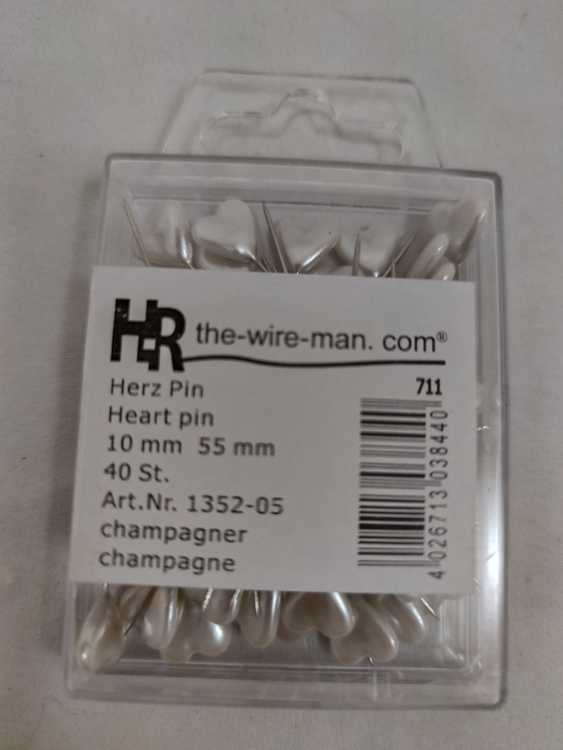 HR the-wire-man. com®
Herz Pin
711
Heart pin
10 mm 55 mm
40 St.
Art.Nr. 1352-05
champagner
champagne
4 026713 038440